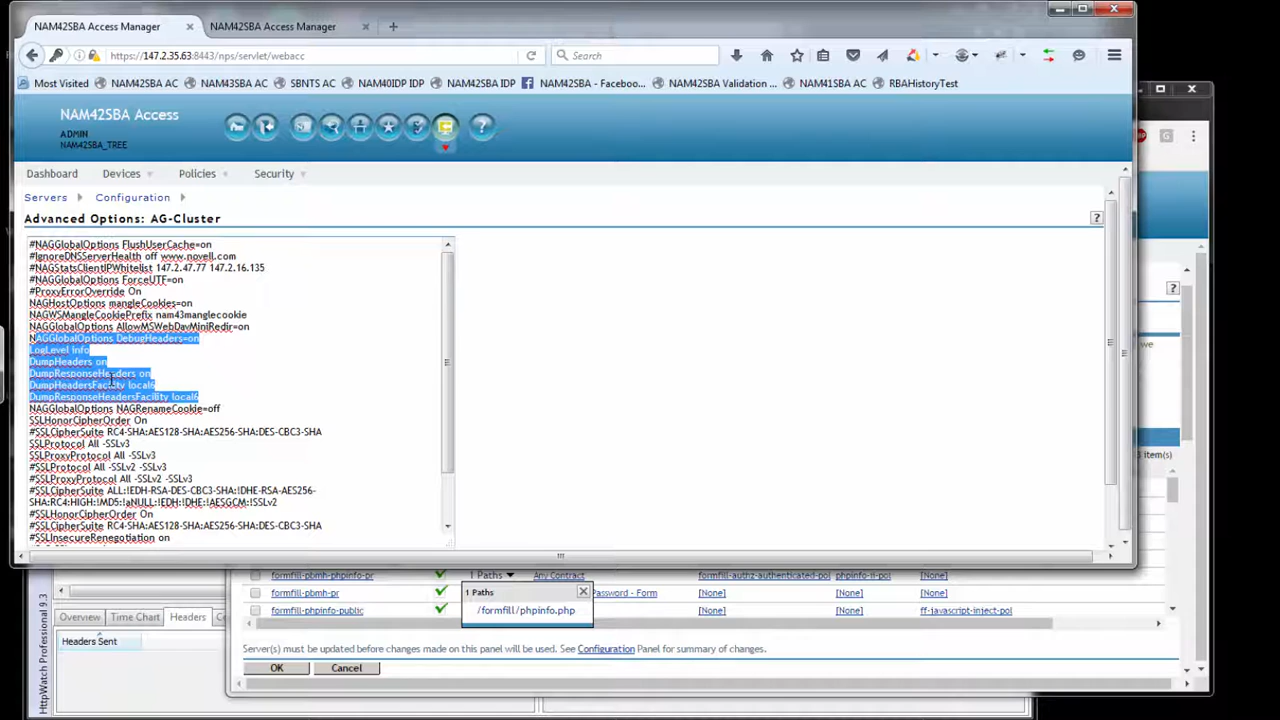 NAM42SBA Access Manager
NAM42SBA Access Manager
https://147.2.35.63:8443/nps/servlet/webacc
Search
Most Visited NAM42SBA AC NAM43SBA AC SBNTS AC NAM40IDP IDP NAM42SBA IDP NAM42SBA - Faceboo... NAM42SBA Validation ... NAM41SBA AC RBAHistoryTest
NAM42SBA Access
ADMIN
NAM42SBA_TREE
Dashboard Devices Policies Security
Servers Configuration
Advanced Options: AG-Cluster
#NAGGlobalOptions FlushUserCache=on
#IgnoreDNSServerHealth off www.novell.com
#NAGStatsClientIPWhitelist 147.2.47.77 147.2.16.135
#NAGGlobalOptions ForceUTF=on
#ProxyErrorOverride On
NAGHostOptions mangleCookies=on
NAGWSMangleCookiePrefix nam43manglecookie
NAGGlobalOptions AllowMSWebDavMiniRedir=on
NAGGlobalOptions DebugHeaders=on
LogLevel info
DumpHeaders on
DumpResponseHeaders on
DumpHeadersFacility local6
DumpResponseHeadersFacility local6
NAGGlobalOptions NAGRenameCookie=off
SSLHonorCipherOrder On
#SSLCipherSuite RC4-SHA:AES128-SHA:AES256-SHA:DES-CBC3-SHA
SSLProtocol All -SSLv3
SSLProxyProtocol All -SSLv3
#SSLProtocol All -SSLv2 -SSLv3
#SSLProxyProtocol All -SSLv2 -SSLv3
#SSLCipherSuite ALL:!EDH-RSA-DES-CBC3-SHA:!DHE-RSA-AES256-
SHA:RC4:HIGH:!MD5:!aNULL:!EDH:!DHE:!AESGCM:!SSLv2
#SSLHonorCipherOrder On
#SSLCipherSuite RC4-SHA:AES128-SHA:AES256-SHA:DES-CBC3-SHA
#SSLInsecureRenegotiation on
we
item(s)
formfill-pbmh-phpinfo-pr 1 Paths Any Contract formfill-authz-authenticated-pol phpinfo-ii-pol [None]
formfill-pbmh-pr Password - Form [None] [None] [None]
formfill-phpinfo-public [None] ff-javascript-inject-pol
1 Paths
/formfill/phpinfo.php
Server(s) must be updated before changes made on this panel will be used. See Configuration Panel for summary of changes.
OK Cancel
HttpWatch Professional 9.3
Overview Time Chart Headers
Headers Sent